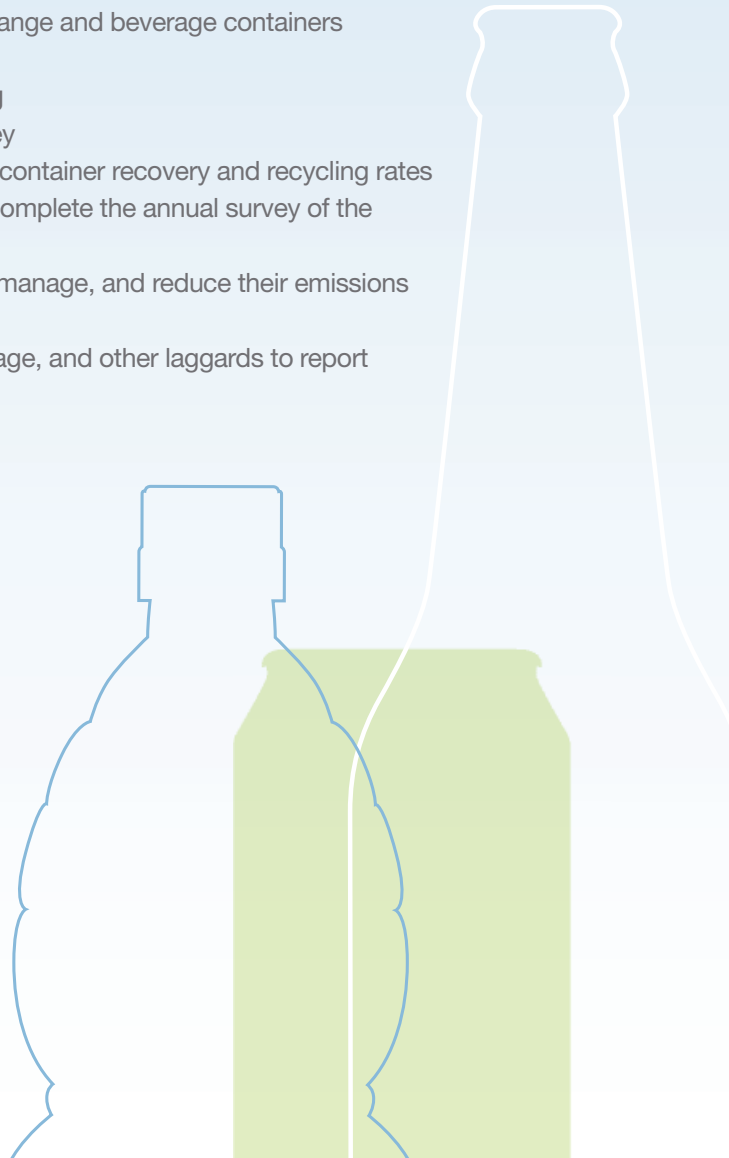 ange and beverage containers
g
ey
container recovery and recycling rates
omplete the annual survey of the
manage, and reduce their emissions
age, and other laggards to report